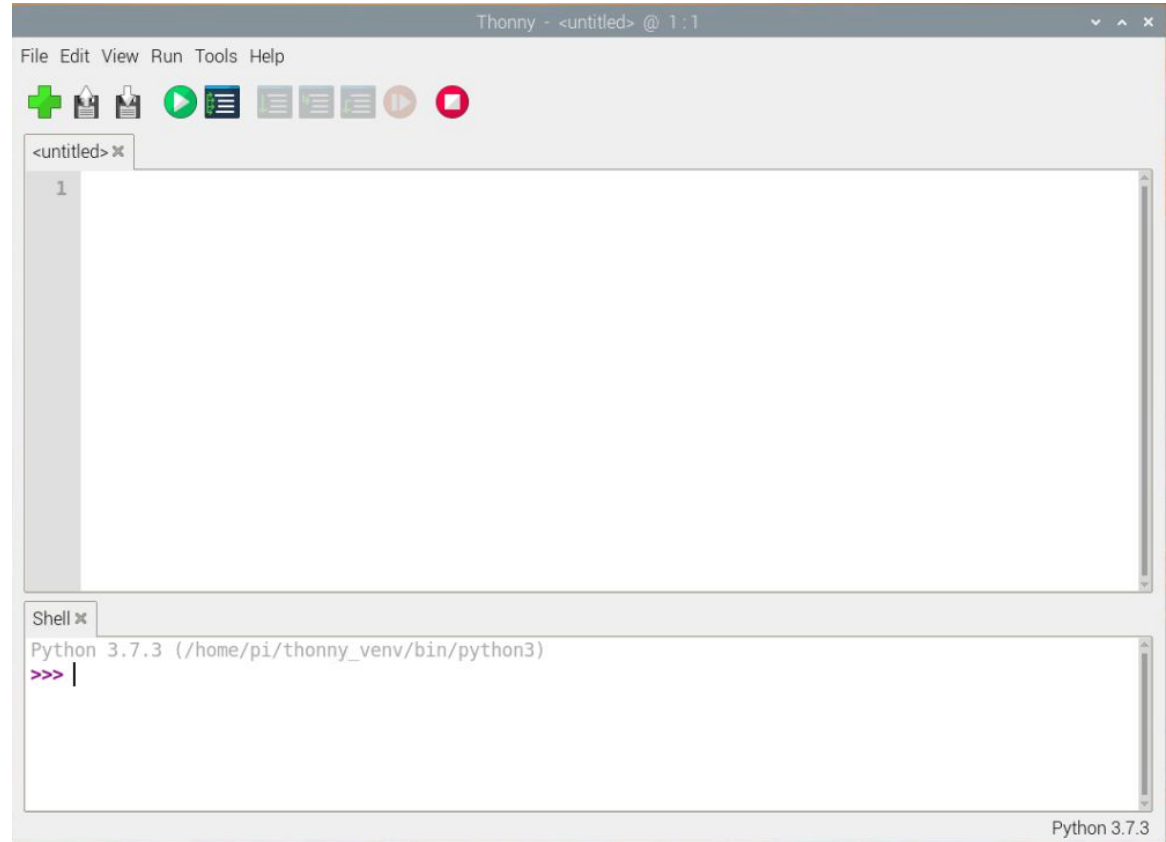 Thonny - <untitled> @ 1:1
File Edit View Run Tools Help
<untitled>
1
Shell
Python 3.7.3 (/home/pi/thonny_venv/bin/python3)
>>>
Python 3.7.3